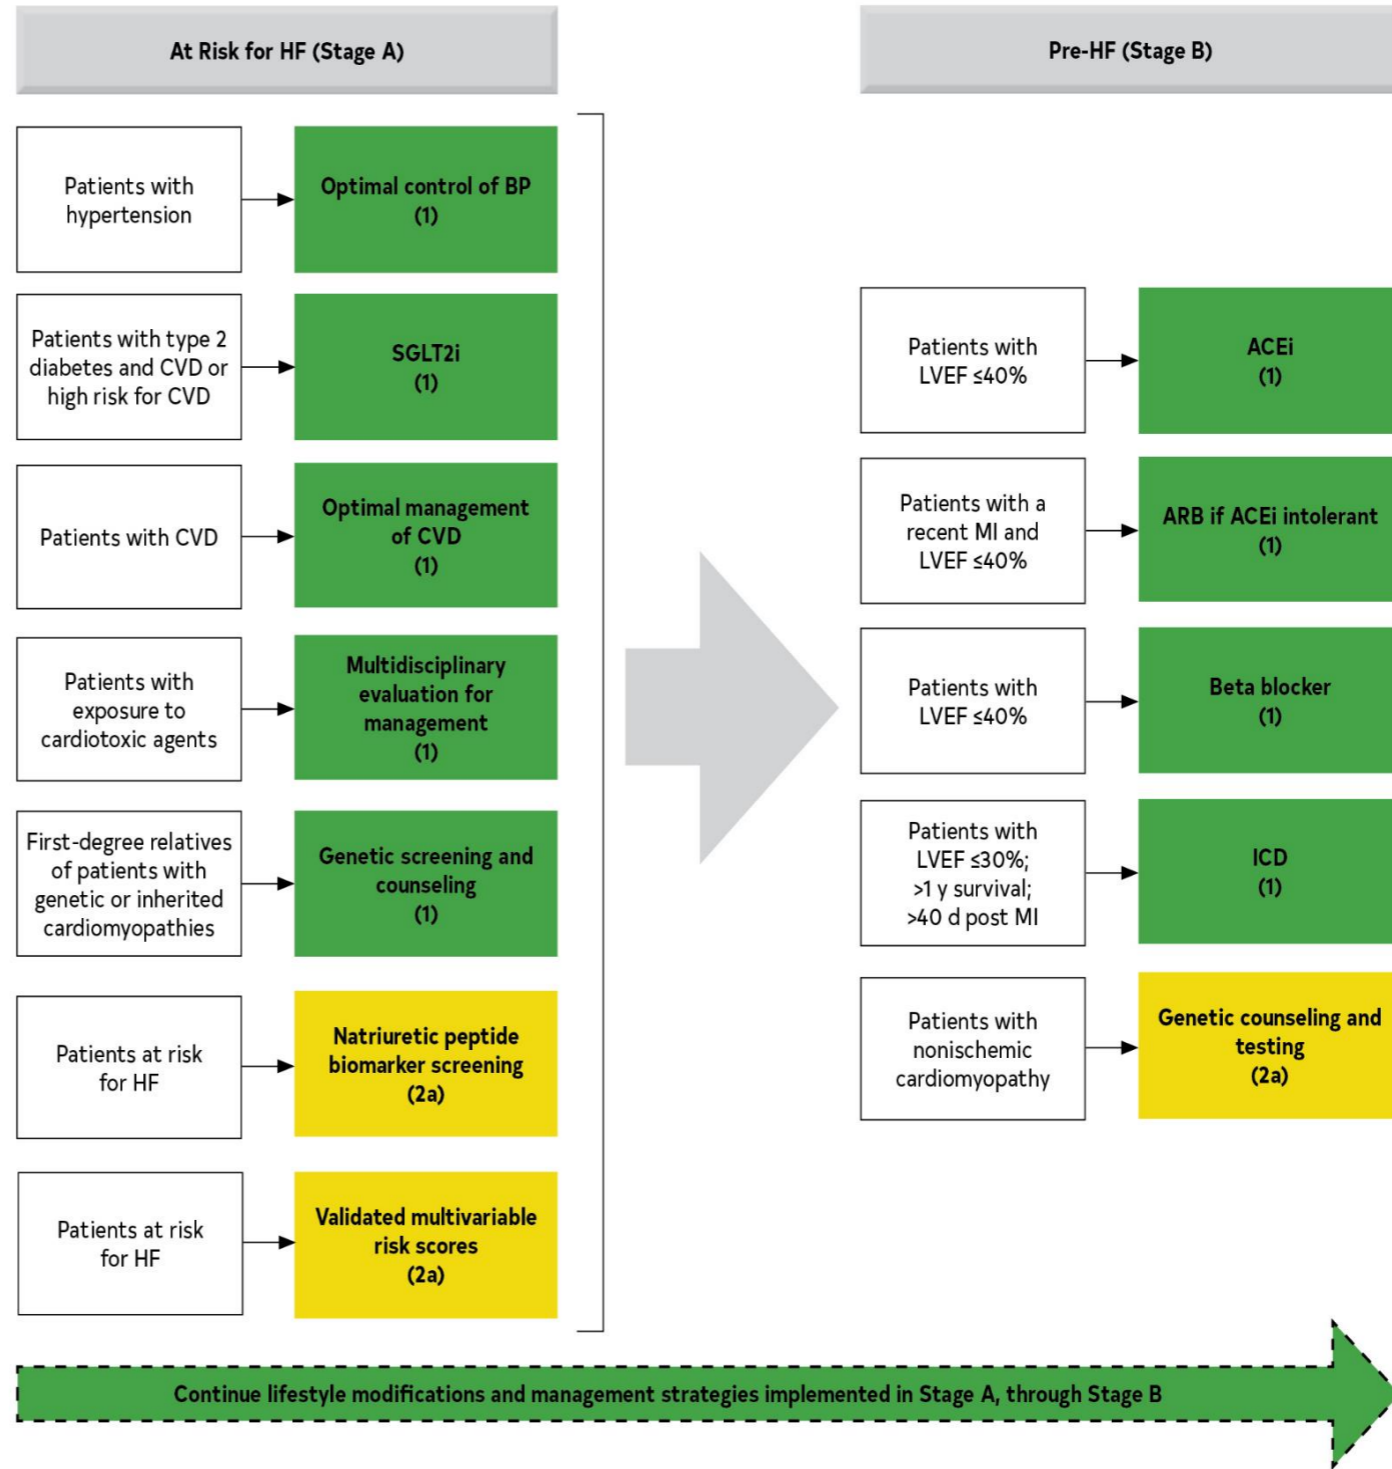 At Risk for HF (Stage A)
Pre-HF (Stage B)
Patients with
hypertension
Optimal control of BP
(1)
Patients with type 2
diabetes and CVD or
high risk for CVD
SGLT2i
(1)
Patients with CVD
Optimal management
of CVD
(1)
Patients with
exposure to
cardiotoxic agents
Multidisciplinary
evaluation for
management
(1)
First-degree relatives
of patients with
genetic or inherited
cardiomyopathies
Genetic screening and
counseling
(1)
Patients at risk
for HF
Natriuretic peptide
biomarker screening
(2a)
Patients at risk
for HF
Validated multivariable
risk scores
(2a)
Patients with
LVEF ≤40%
ACEi
(1)
Patients with a
recent MI and
LVEF ≤40%
ARB if ACEi intolerant
(1)
Patients with
LVEF ≤40%
Beta blocker
(1)
Patients with
LVEF ≤30%;
>1 y survival;
>40 d post MI
ICD
(1)
Patients with
nonischemic
cardiomyopathy
Genetic counseling and
testing
(2a)
Continue lifestyle modifications and management strategies implemented in Stage A, through Stage B